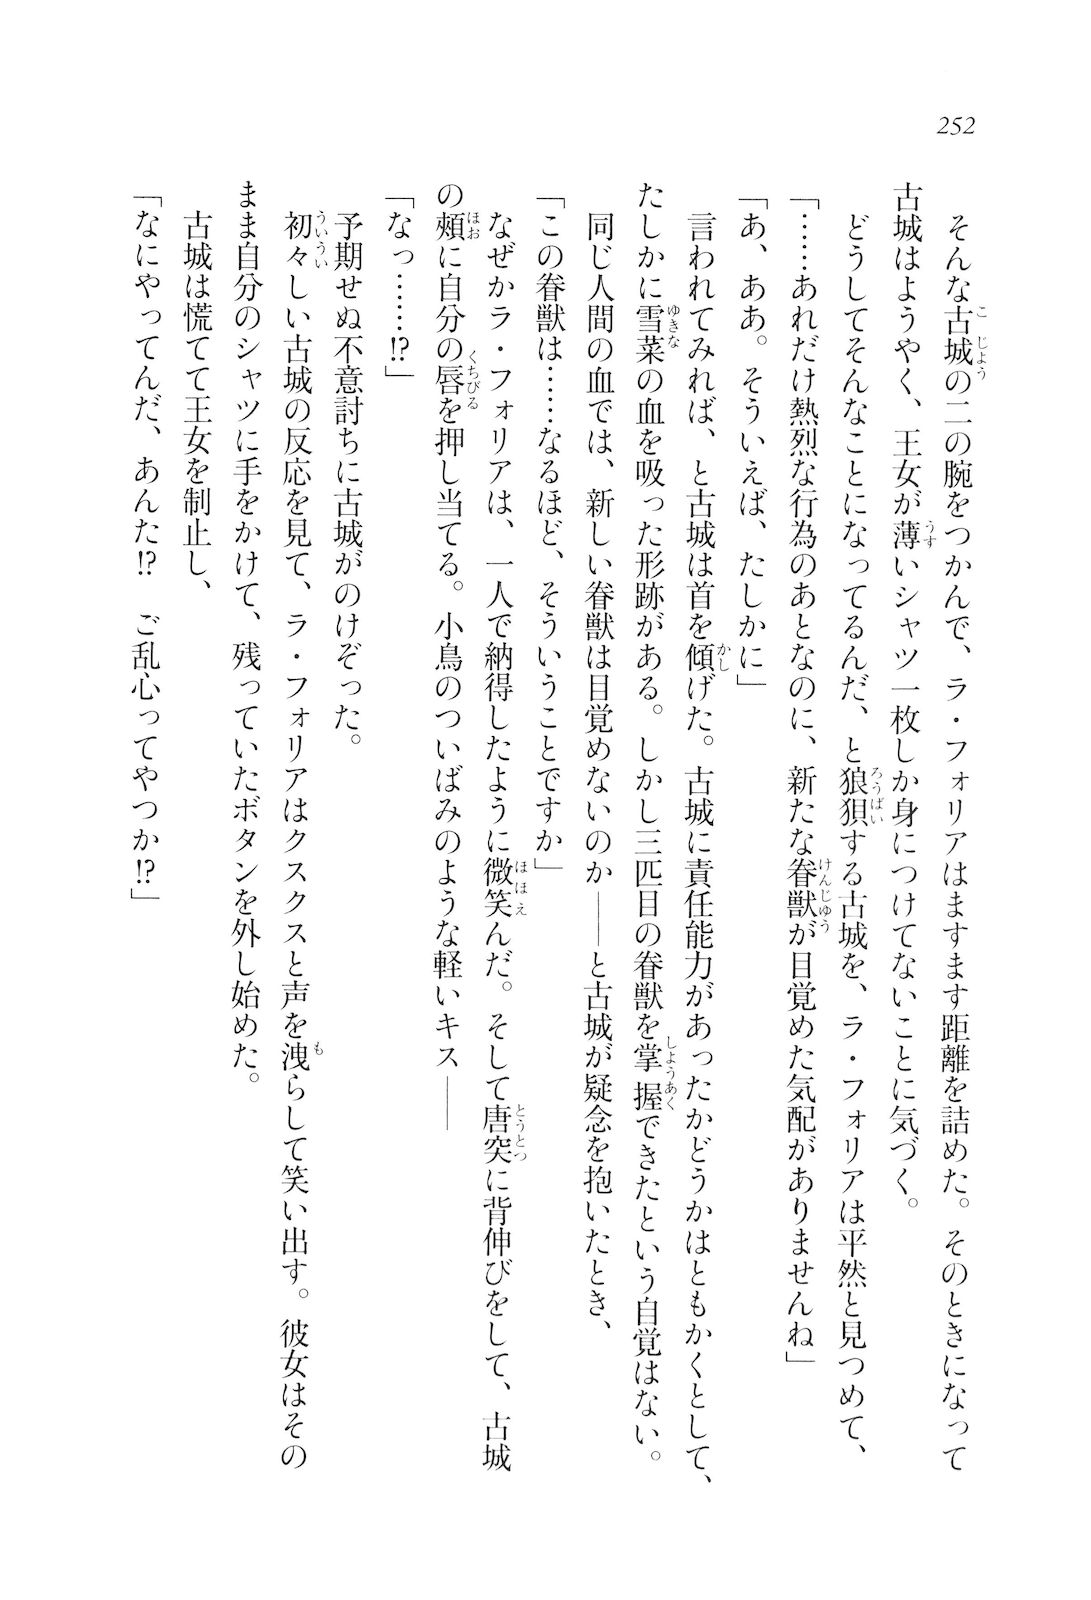 252
　そんな古城の二の腕をつかんで、ラ・フォリアはますます距離を詰めた。そのときになって
古城はようやく、王女が薄いシャツ一枚しか身につけてないことに気づく。
　どうしてそんなことになってるんだ、と狼狽する古城を、ラ・フォリアは平然と見つめて、
「……あれだけ熱烈な行為のあとなのに、新たな眷獣が目覚めた気配がありませんね」
「あ、ああ。そういえば、たしかに」
　言われてみれば、と古城は首を傾げた。古城に責任能力があったかどうかはともかくとして、
たしかに雪菜の血を吸った形跡がある。しかし三匹目の眷獣を掌握できたという自覚はない。
　同じ人間の血では、新しい眷獣は目覚めないのか――と古城が疑念を抱いたとき、
「この眷獣は……なるほど、そういうことですか」
　なぜかラ・フォリアは、一人で納得したように微笑んだ。そして唐突に背伸びをして、古城
の頰に自分の唇を押し当てる。小鳥のついばみのような軽いキス――
「なっ……!?」
　予期せぬ不意討ちに古城がのけぞった。
　初々しい古城の反応を見て、ラ・フォリアはクスクスと声を洩らして笑い出す。彼女はその
まま自分のシャツに手をかけて、残っていたボタンを外し始めた。
　古城は慌てて王女を制止し、
「なにやってんだ、あんた!?　ご乱心ってやつか!?」